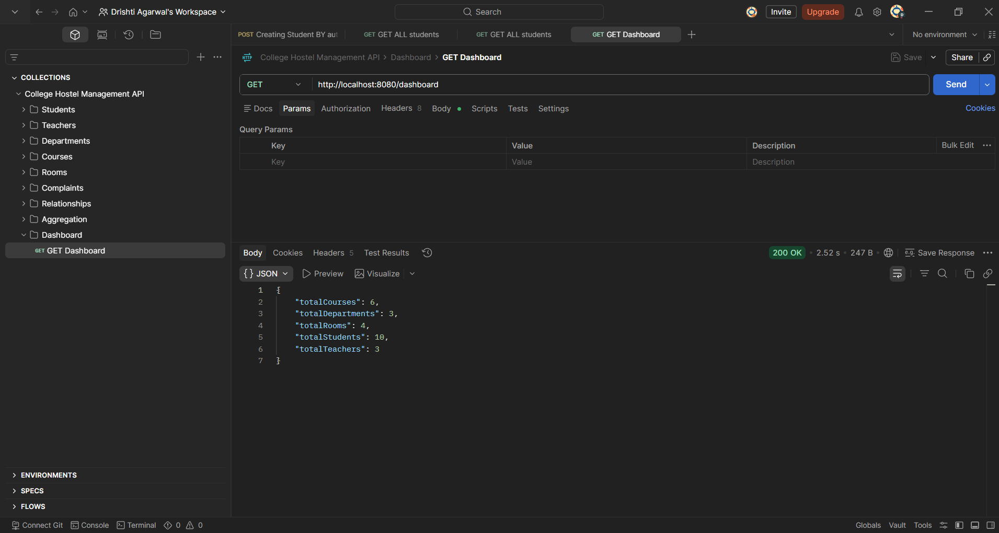 Drishti Agarwal's Workspace
Search
Invite
Upgrade
POST Creating Student BY aut
GET GET ALL students
GET GET ALL students
GET GET Dashboard
No environment
COLLECTIONS
College Hostel Management API
Students
Teachers
Departments
Courses
Rooms
Complaints
Relationships
Aggregation
Dashboard
GET GET Dashboard
ENVIRONMENTS
SPECS
FLOWS
HTTP College Hostel Management API > Dashboard > GET Dashboard
Save
Share
GET http://localhost:8080/dashboard
Send
Docs Params Authorization Headers 8 Body Scripts Tests Settings
Cookies
Query Params
Key Value Description Bulk Edit
Key Value Description
Body Cookies Headers 5 Test Results
200 OK • 2.52 s • 247 B • e.g. Save Response
{} JSON Preview Visualize
1 {
2 "totalCourses": 6,
3 "totalDepartments": 3,
4 "totalRooms": 4,
5 "totalStudents": 10,
6 "totalTeachers": 3
7 }
Connect Git Console Terminal 0 0
Globals Vault Tools